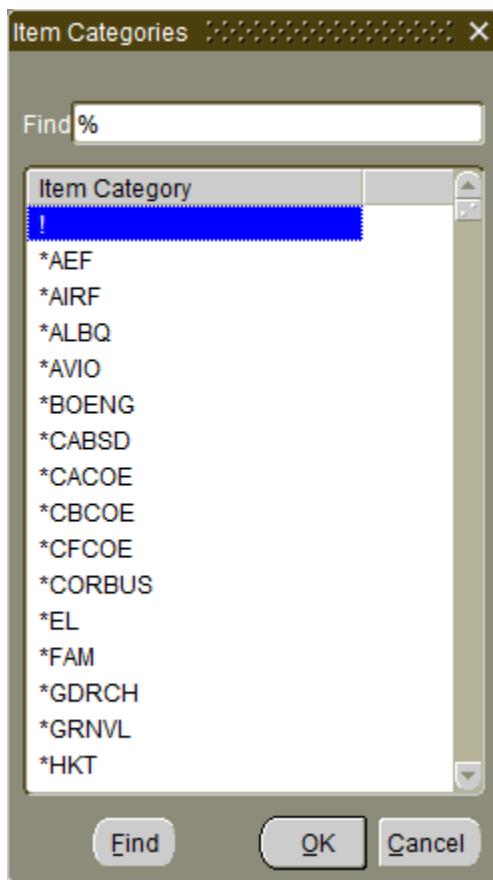 Item Categories
Find %
Item Category
!
*AEF
*AIRF
*ALBQ
*AVIO
*BOENG
*CABSD
*CACOE
*CBCOE
*CFCOE
*CORBUS
*EL
*FAM
*GDRCH
*GRNVL
*HKT
Find OK Cancel